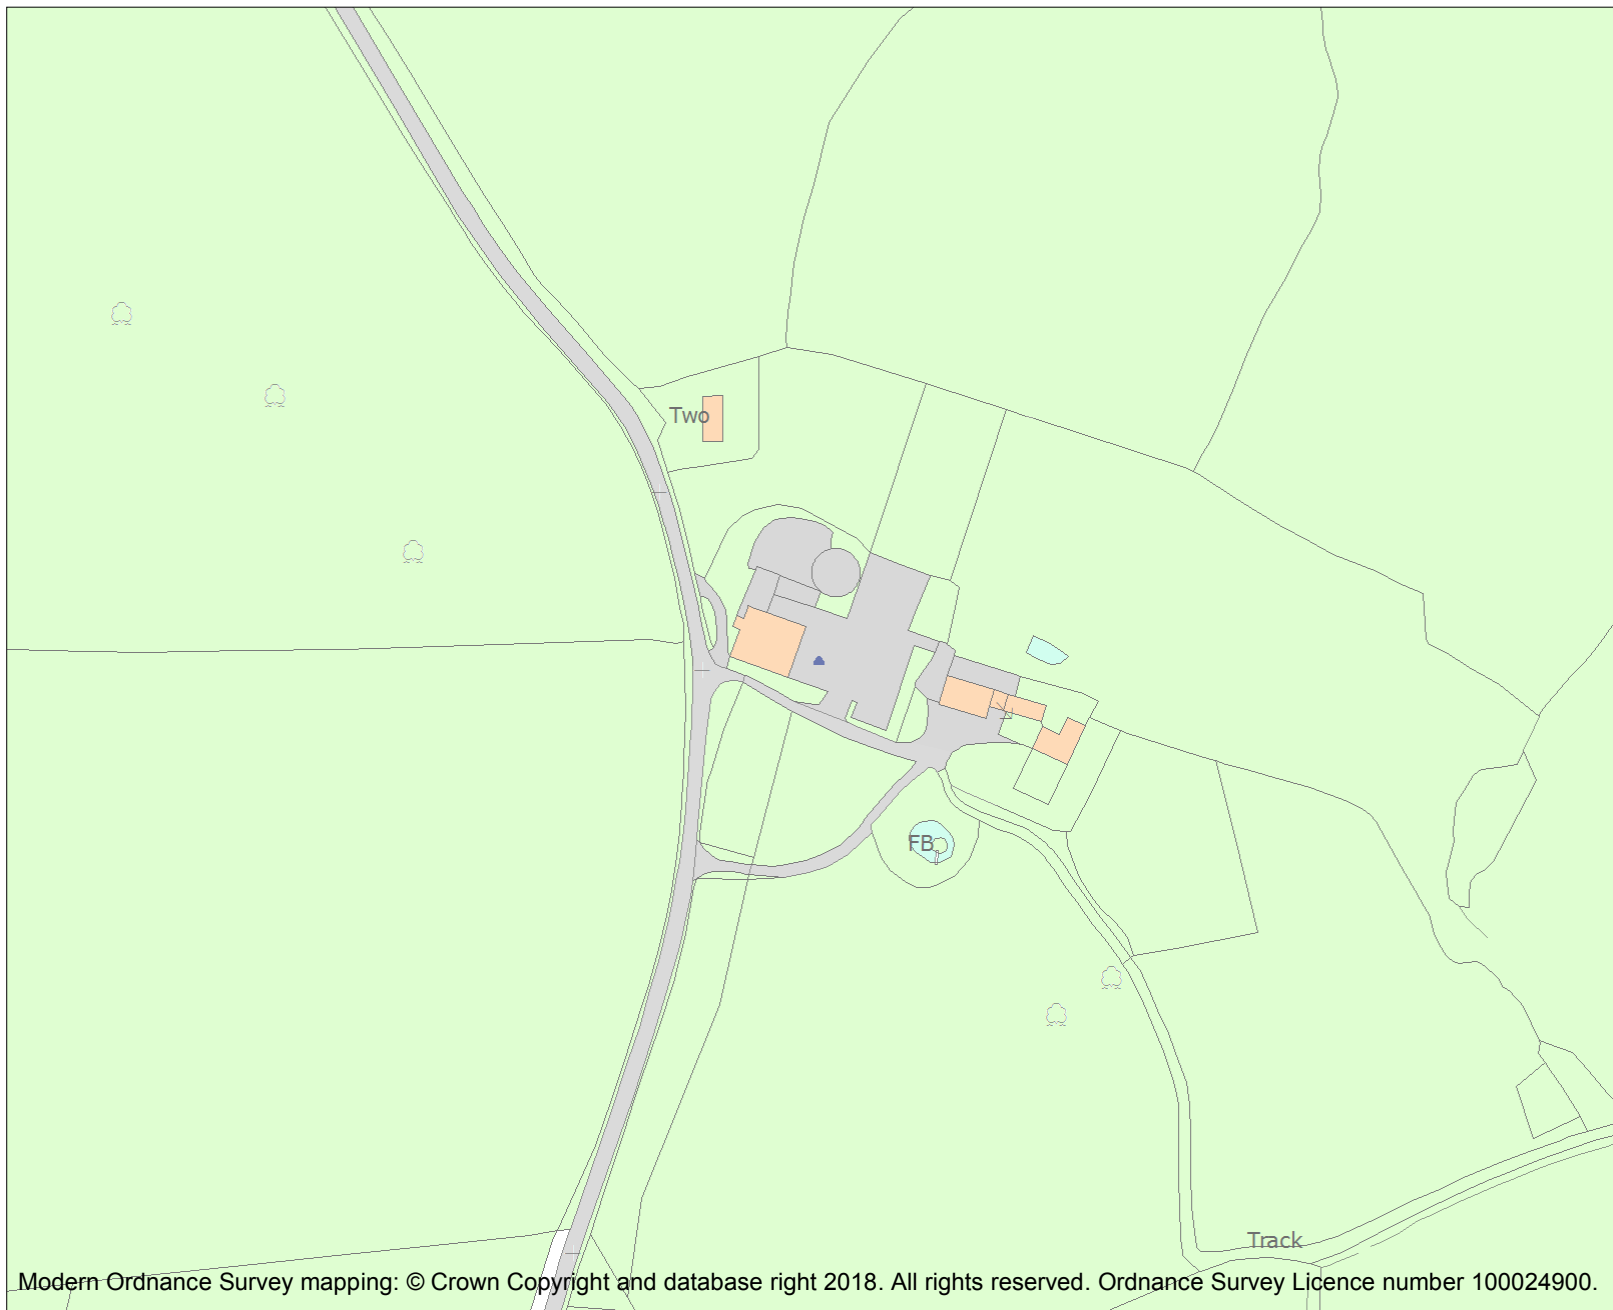 Two
FB
Track
Modern Ordnance Survey mapping: © Crown Copyright and database right 2018. All rights reserved. Ordnance Survey Licence number 100024900.